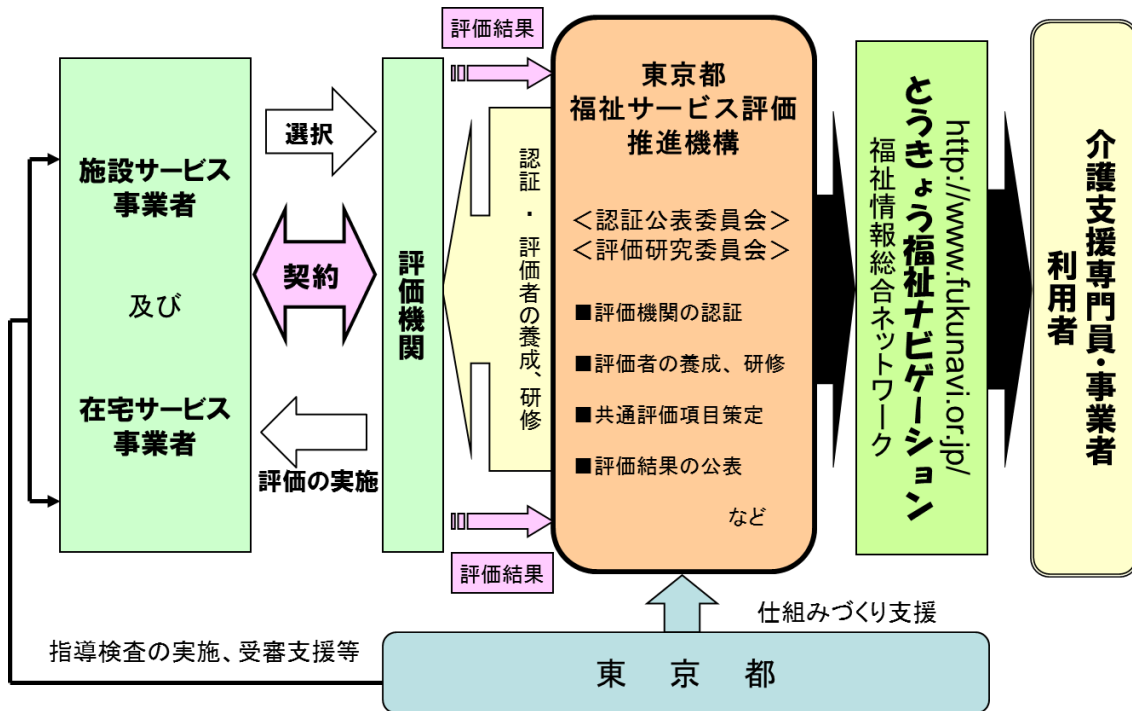 評価結果
施設サービス
事業者
及び
在宅サービス
事業者
選択
契約
評価の実施
評価機関
認証・評価者の養成、研修
評価結果
東京都
福祉サービス評価
推進機構
＜認証公表委員会＞
＜評価研究委員会＞
■評価機関の認証
■評価者の養成、研修
■共通評価項目策定
■評価結果の公表
など
http://www.fukunavi.or.jp/
とうきょう福祉ナビゲーション
福祉情報総合ネットワーク
介護支援専門員・事業者
利用者
仕組みづくり支援
指導検査の実施、受審支援等
東京都